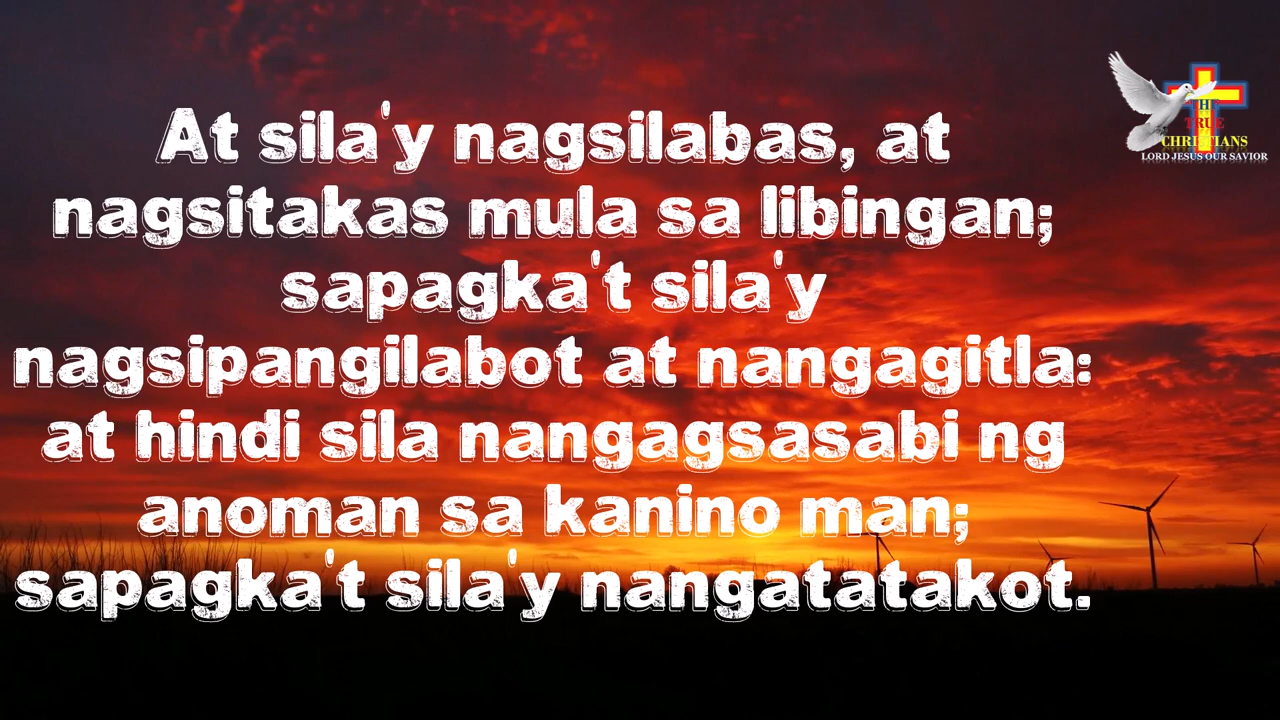 At sila'y nagsilabas, at
nagsitakas mula sa libingan;
sapagka't sila'y
nagsipangilabot at nangagitla:
at hindi sila nangagsasabi ng
anoman sa kanino man;
sapagka't sila'y nangatatakot.
THE
TRUE
CHRISTIANS
LORD JESUS OUR SAVIOR